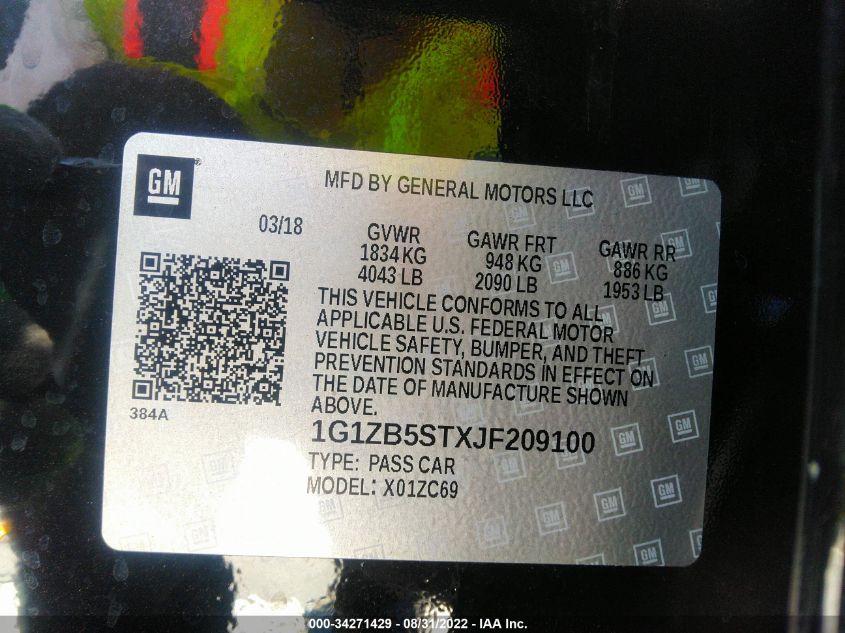 GM
MFD BY GENERAL MOTORS LLC
03/18
GVWR
1834 KG
4043 LB
GAWR FRT
948 KG
2090 LB
GAWR RR
886 KG
1953 LB
THIS VEHICLE CONFORMS TO ALL
APPLICABLE U.S. FEDERAL MOTOR
VEHICLE SAFETY, BUMPER, AND THEFT
PREVENTION STANDARDS IN EFFECT ON
THE DATE OF MANUFACTURE SHOWN
ABOVE.
384A
1G1ZB5STXJF209100
TYPE: PASS CAR
MODEL: X01ZC69
000-34271429 - 08/31/2022 - IAA Inc.